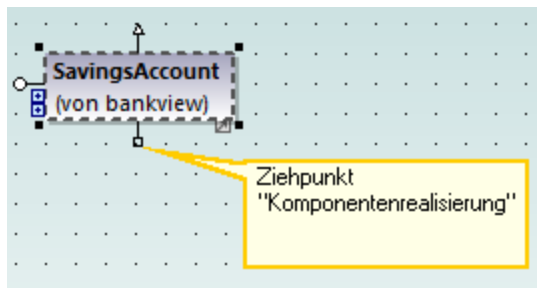 SavingsAccount
(von bankview)
Ziehpunkt
"Komponentenrealisierung"